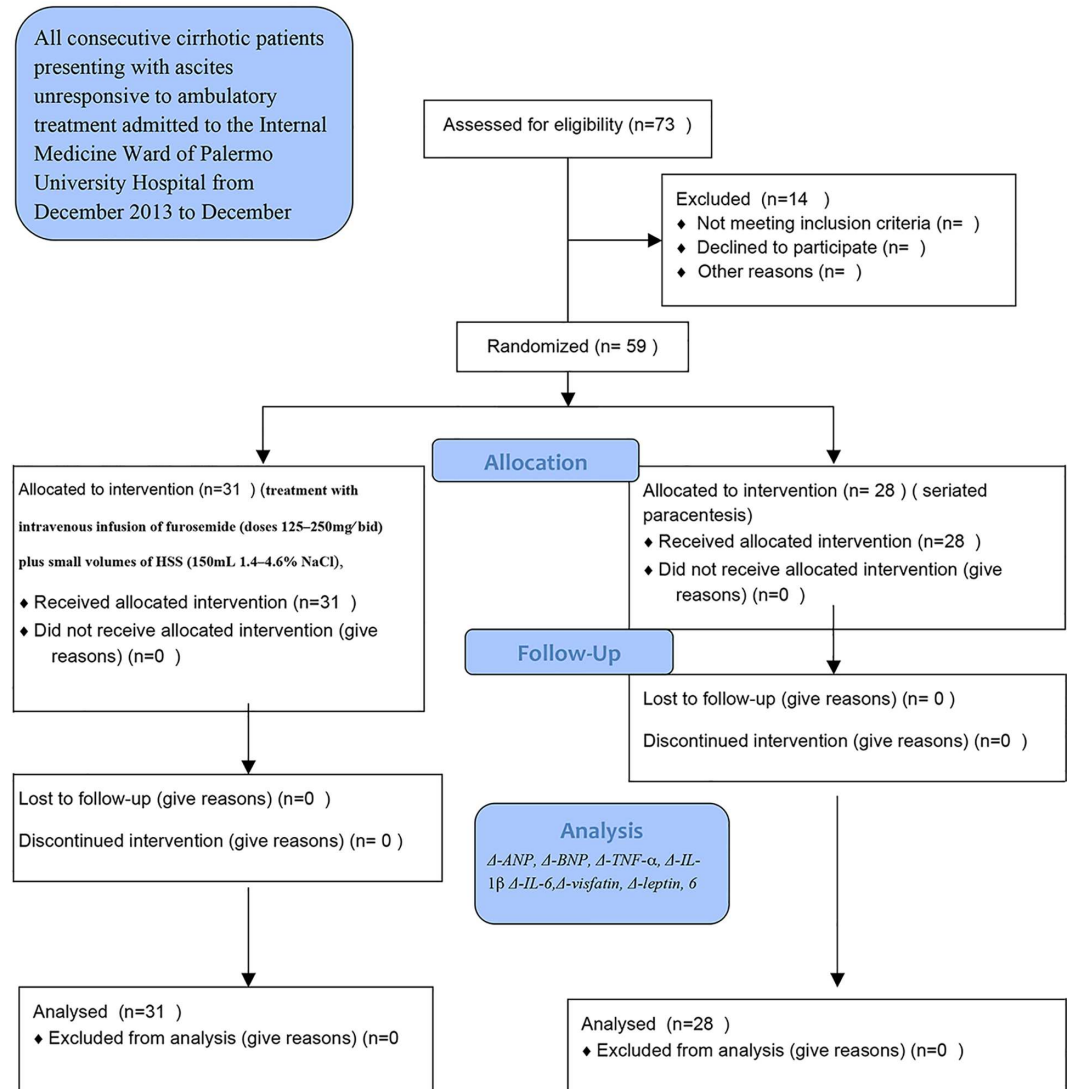 All consecutive cirrhotic patients
presenting with ascites
unresponsive to ambulatory
treatment admitted to the Internal
Medicine Ward of Palermo
University Hospital from
December 2013 to December
Assessed for eligibility (n=73 )
Excluded (n=14 )
♦ Not meeting inclusion criteria (n= )
♦ Declined to participate (n= )
♦ Other reasons (n= )
Randomized (n= 59 )
Allocation
Allocated to intervention (n=31 ) (treatment with
intravenous infusion of furosemide (doses 125–250mg/bid)
plus small volumes of HSS (150mL 1.4–4.6% NaCl),
♦ Received allocated intervention (n=31 )
♦ Did not receive allocated intervention (give
reasons) (n=0 )
Allocated to intervention (n= 28 ) ( seriated
paracentesis)
♦ Received allocated intervention (n=28 )
♦ Did not receive allocated intervention (give
reasons) (n=0 )
Follow-Up
Lost to follow-up (give reasons) (n=0 )
Discontinued intervention (give reasons) (n= 0 )
Lost to follow-up (give reasons) (n= 0 )
Discontinued intervention (give reasons) (n=0 )
Analysis
Δ-ANP, Δ-BNP, Δ-TNF-α, Δ-IL-
1β Δ-IL-6,Δ-visfatin, Δ-leptin, 6
Analysed (n=31 )
♦ Excluded from analysis (give reasons) (n=0
Analysed (n=28 )
♦ Excluded from analysis (give reasons) (n=0 )